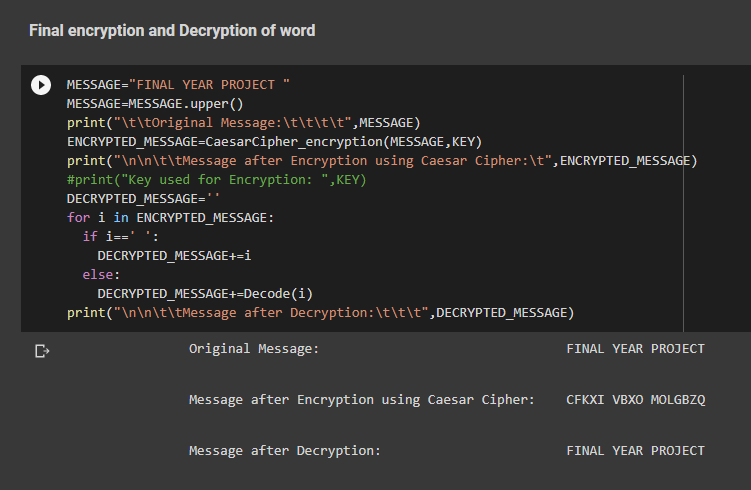 Final encryption and Decryption of word
MESSAGE="FINAL YEAR PROJECT "
MESSAGE=MESSAGE.upper()
print("\t\tOriginal Message:\t\t\t\t",MESSAGE)
ENCRYPTED_MESSAGE=CaesarCipher_encryption(MESSAGE,KEY)
print("\n\n\t\tMessage after Encryption using Caesar Cipher:\t",ENCRYPTED_MESSAGE)
#print("Key used for Encryption: ",KEY)
DECRYPTED_MESSAGE=''
for i in ENCRYPTED_MESSAGE:
  if i==' ':
    DECRYPTED_MESSAGE+=i
  else:
    DECRYPTED_MESSAGE+=Decode(i)
print("\n\n\t\tMessage after Decryption:\t\t\t",DECRYPTED_MESSAGE)
Original Message: FINAL YEAR PROJECT
Message after Encryption using Caesar Cipher: CFKXI VBXO MOLGBZQ
Message after Decryption: FINAL YEAR PROJECT